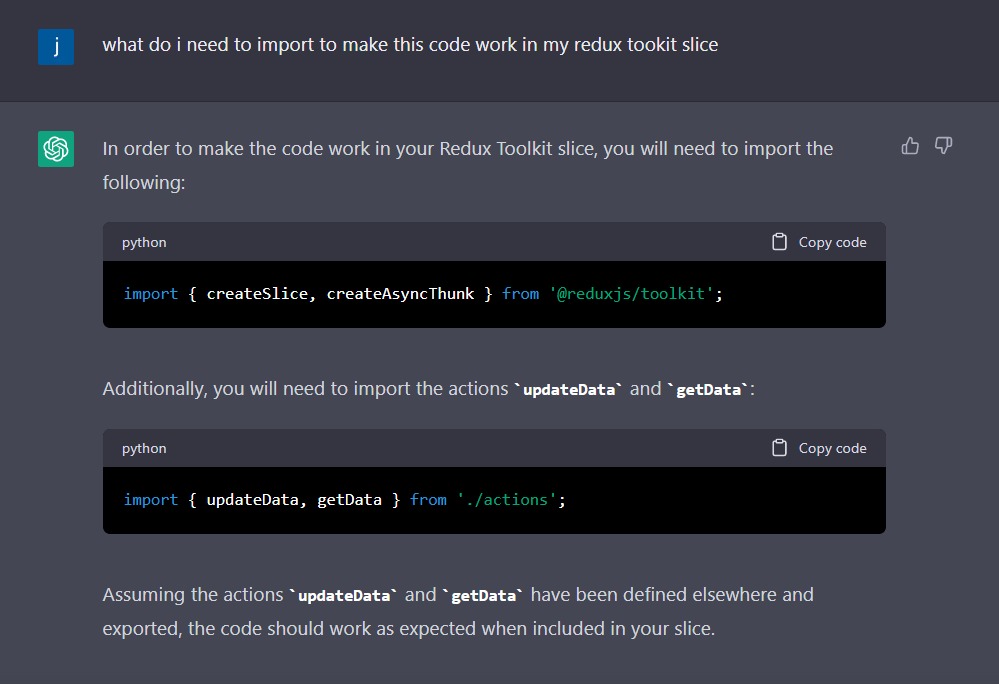 j
what do i need to import to make this code work in my redux tookit slice
In order to make the code work in your Redux Toolkit slice, you will need to import the
following:
python
Copy code
import { createSlice, createAsyncThunk } from '@reduxjs/toolkit';
Additionally, you will need to import the actions `updateData` and `getData`:
python
Copy code
import { updateData, getData } from './actions';
Assuming the actions `updateData` and `getData` have been defined elsewhere and
exported, the code should work as expected when included in your slice.